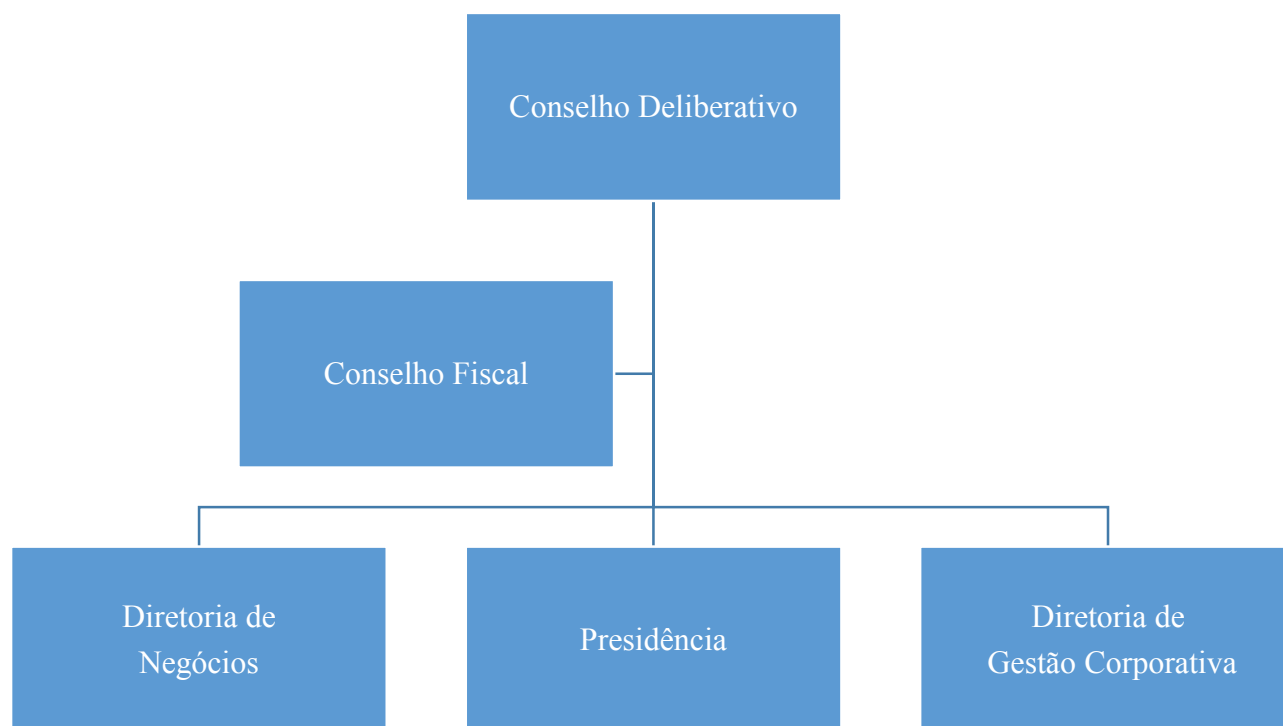 Conselho Deliberativo
Conselho Fiscal
Diretoria de
Negócios
Presidência
Diretoria de
Gestão Corporativa